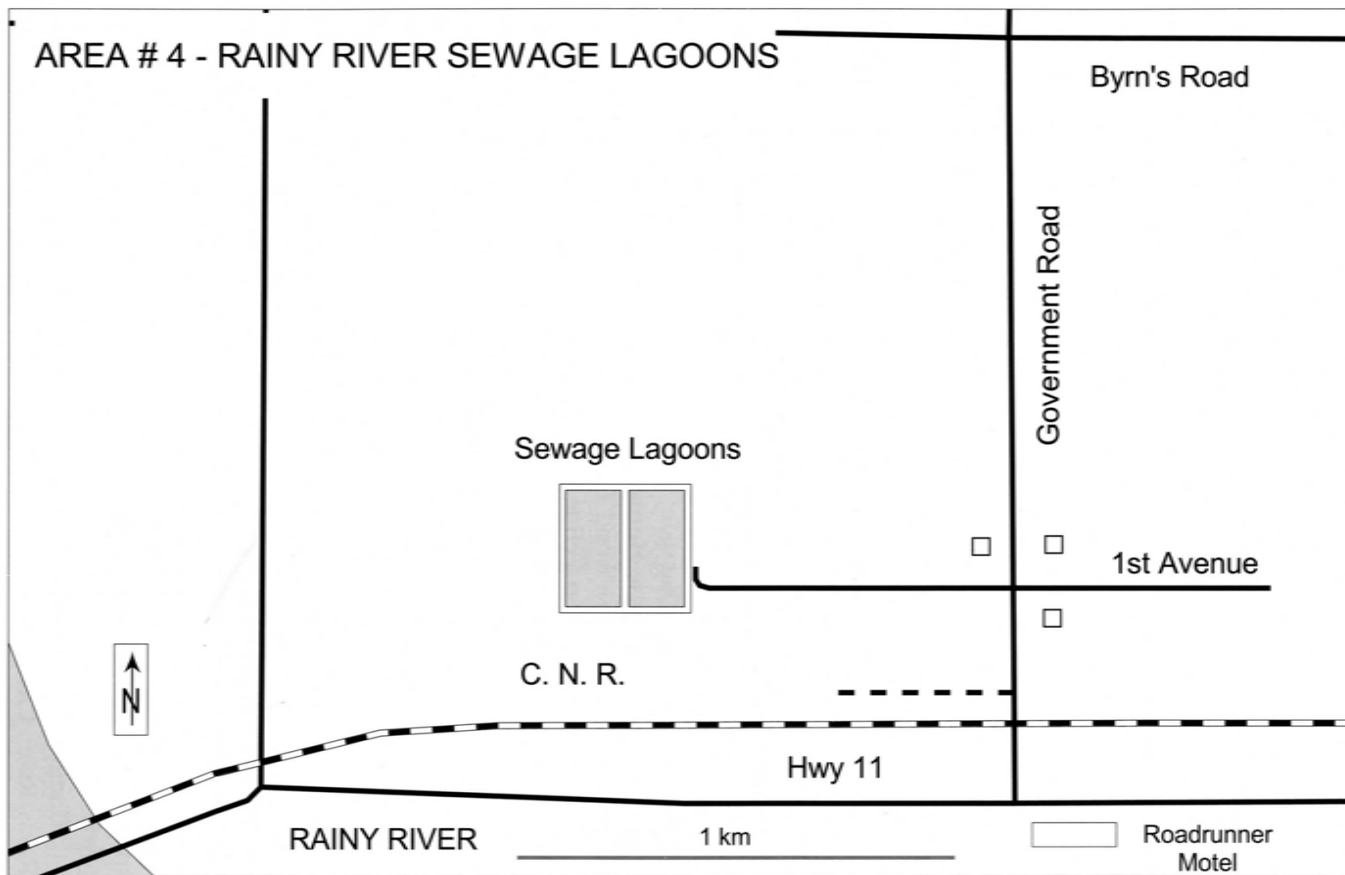 AREA # 4 - RAINY RIVER SEWAGE LAGOONS
Byrn's Road
Government Road
Sewage Lagoons
1st Avenue
N
C. N. R.
Hwy 11
RAINY RIVER
1 km
Roadrunner
Motel